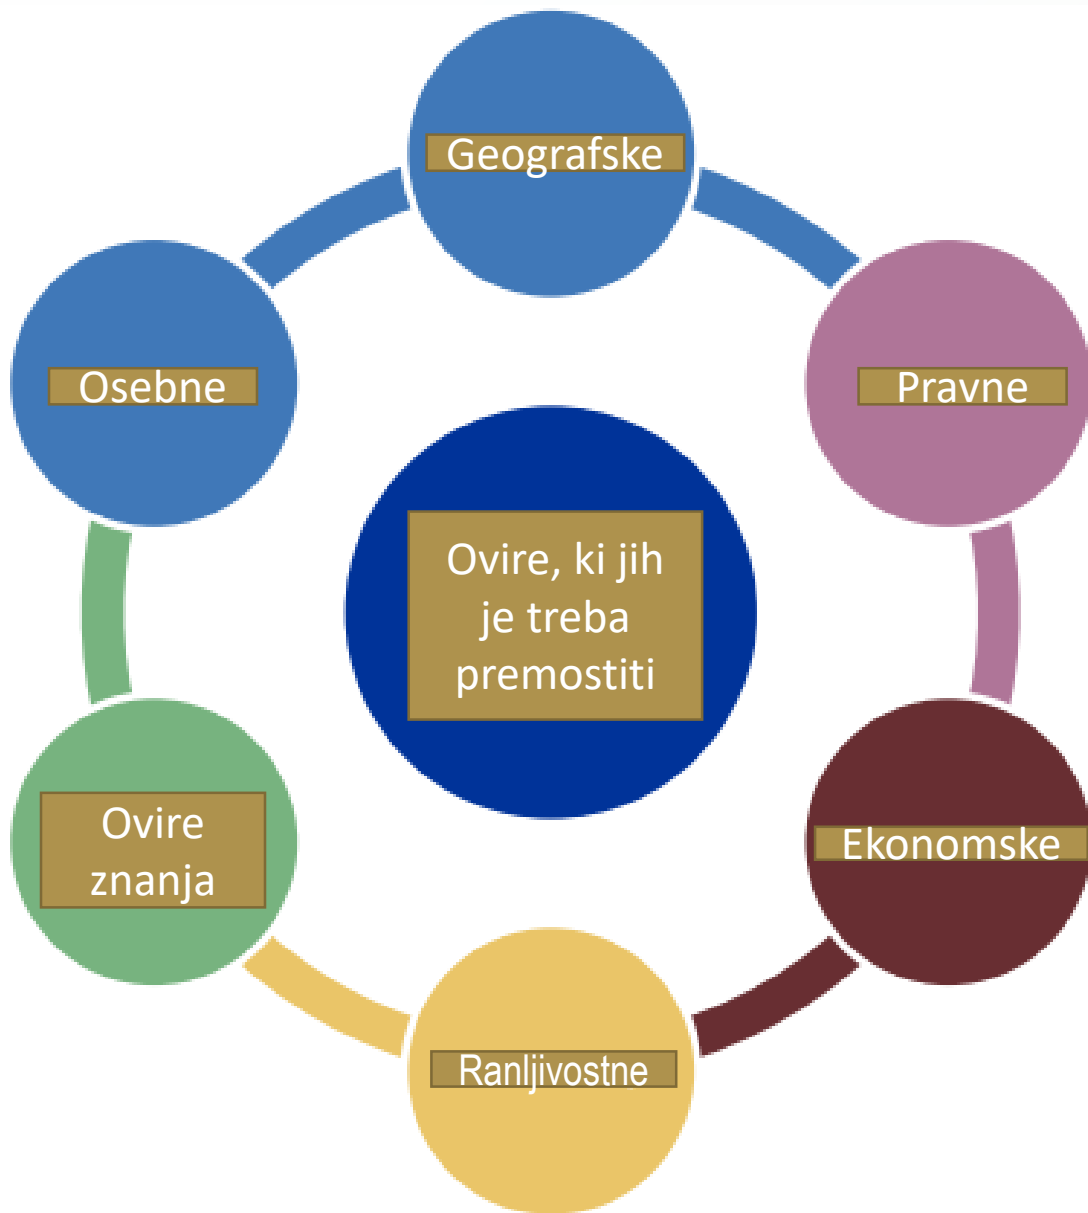 Geografske
Osebne
Pravne
Ovire, ki jih
je treba
premostiti
Ovire
znanja
Ekonomske
Ranljivostne